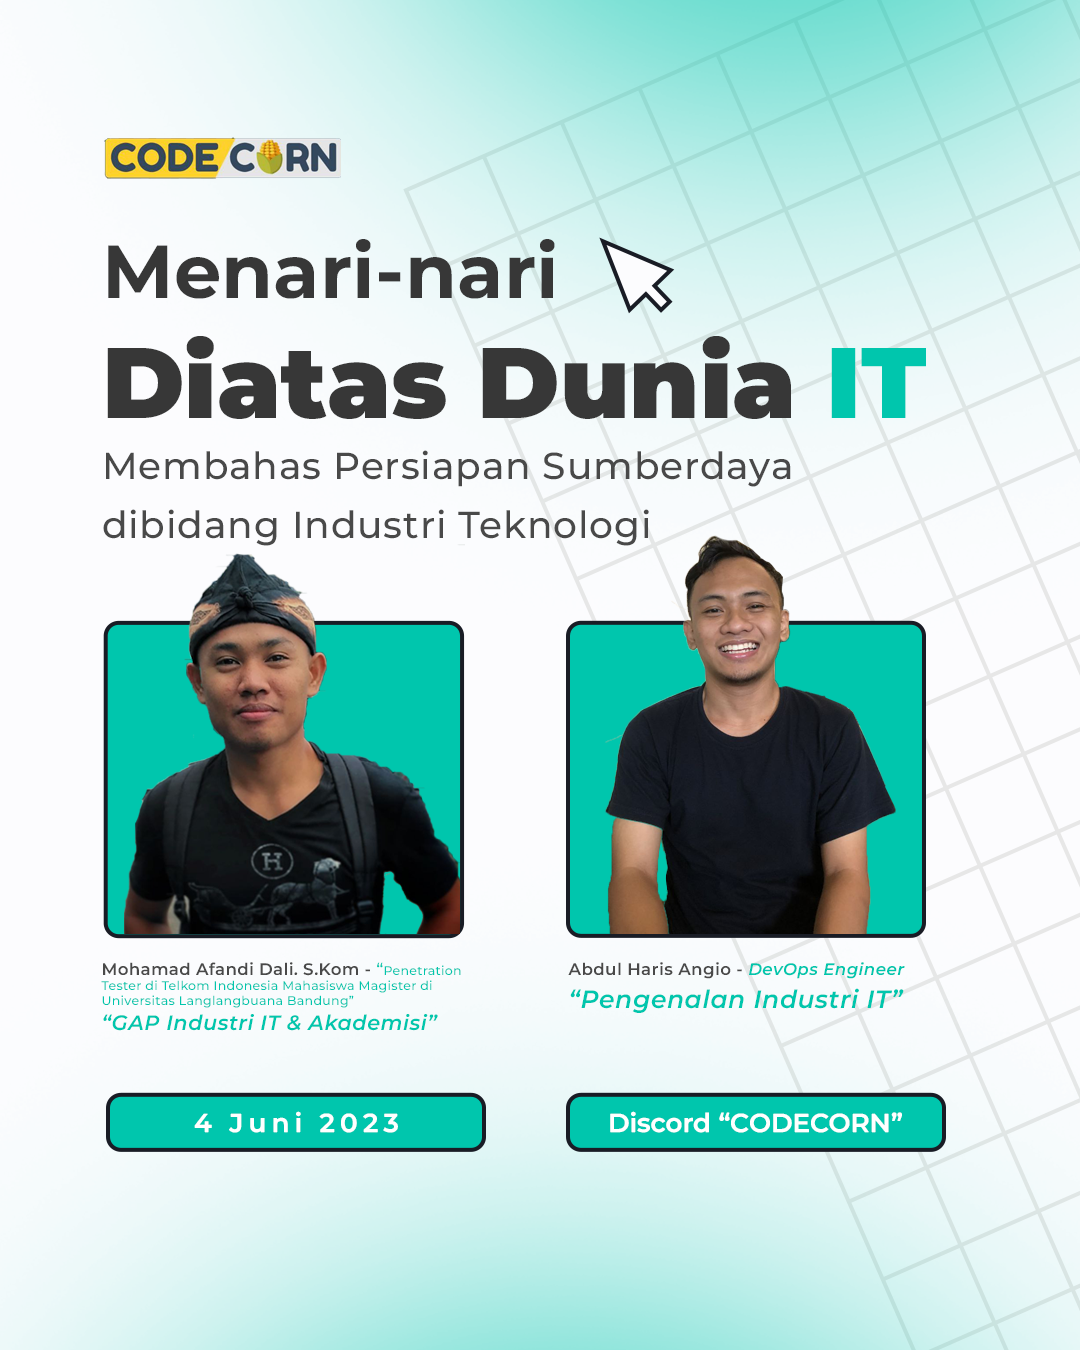 CODE CORN
Menari-nari
Diatas Dunia IT
Membahas Persiapan Sumberdaya
dibidang Industri Teknologi
H
Mohamad Afandi Dali. S.Kom - “Penetration
Tester di Telkom Indonesia Mahasiswa Magister di
Universitas Langlangbuana Bandung”
“GAP Industri IT & Akademisi”
Abdul Haris Angio - DevOps Engineer
“Pengenalan Industri IT”
4 Juni 2023
Discord “CODECORN”